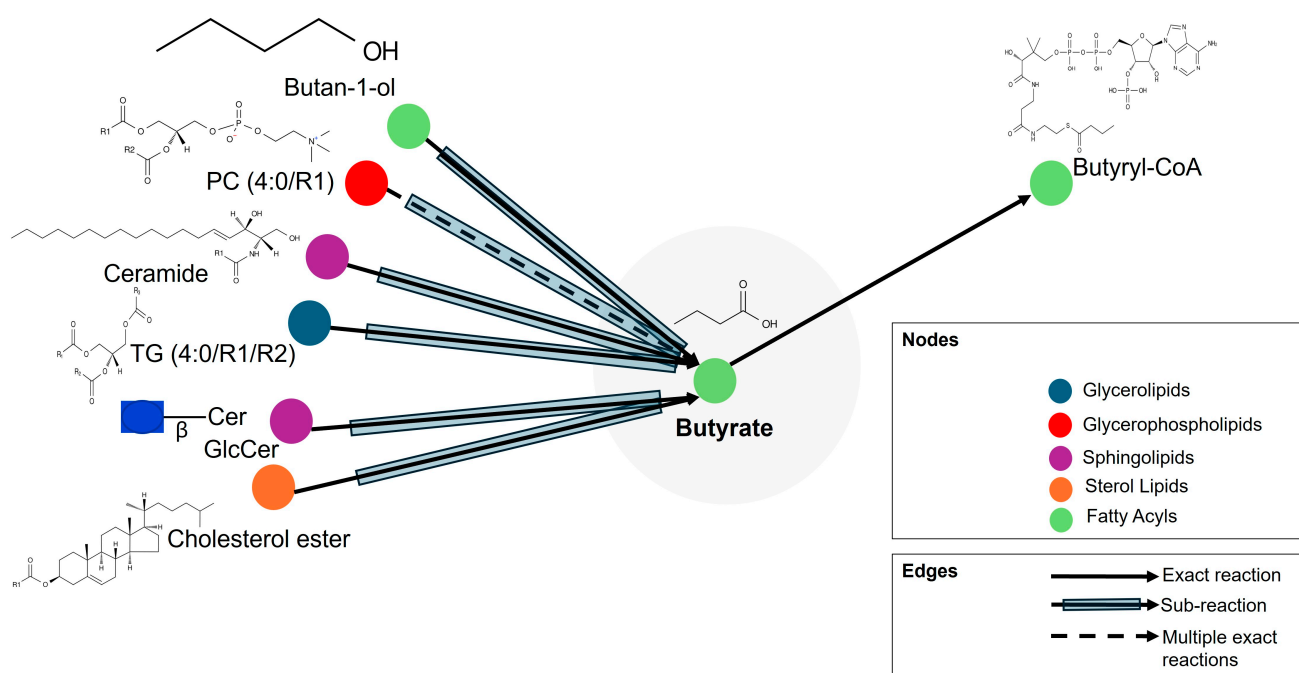 OH
Butan-1-ol
PC (4:0/R1)
Ceramide
TG (4:0/R1/R2)
β
Cer
GlcCer
Cholesterol ester
O
OH
Butyrate
Butyryl-CoA
Nodes
Glycerolipids
Glycerophospholipids
Sphingolipids
Sterol Lipids
Fatty Acyls
Edges
Exact reaction
Sub-reaction
Multiple exact
reactions